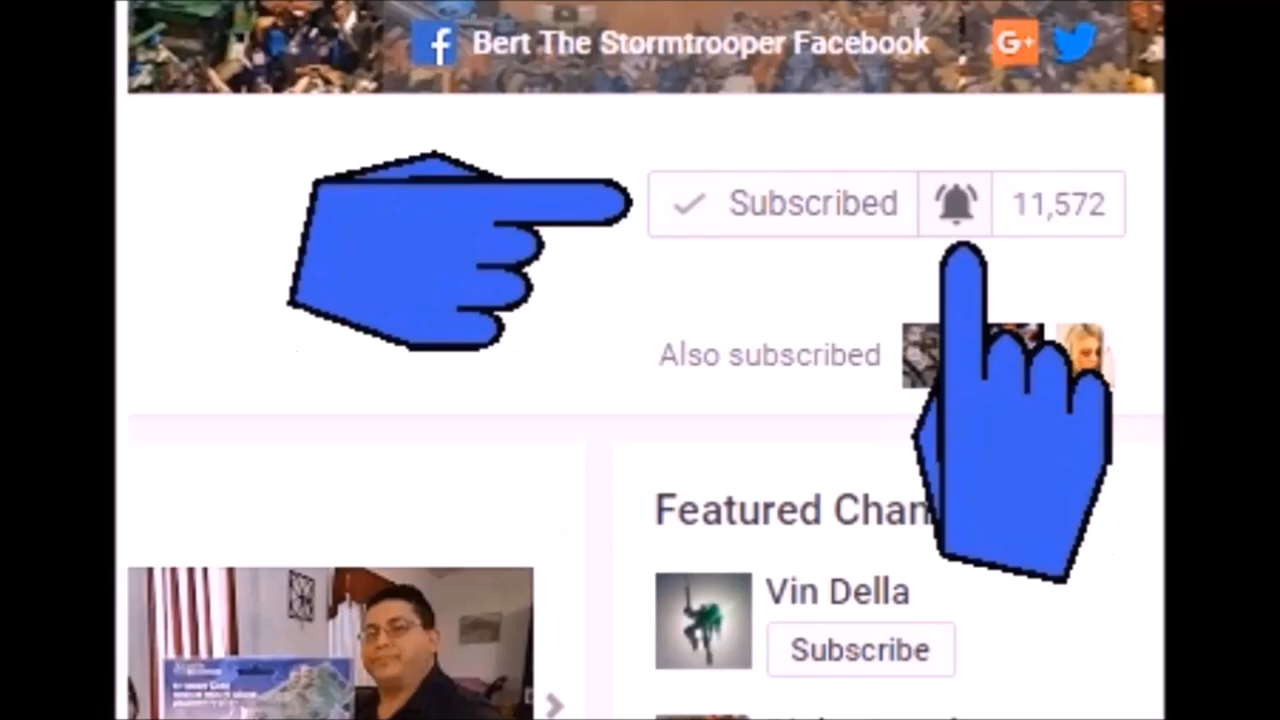 f Bert The Stormtrooper Facebook G+
Subscribed 11,572
Also subscribed
Featured Chan
Vin Della
Subscribe